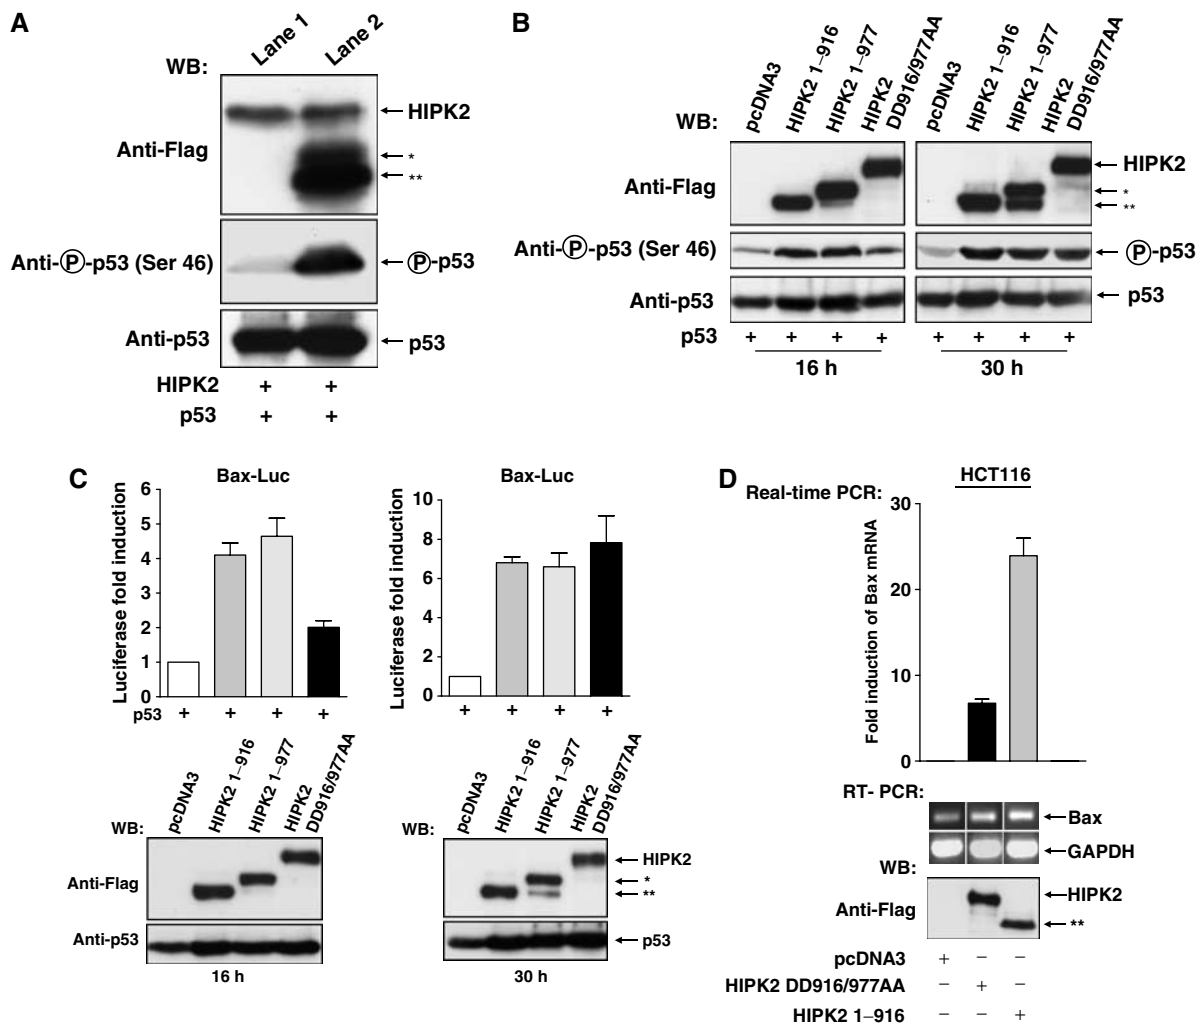 A
Lane 1
Lane 2
WB:
Anti-Flag
HIPK2
*
**
Anti-Ⓟ-p53 (Ser 46)
Ⓟ-p53
Anti-p53
p53
HIPK2 + +
p53 + +
B
WB:
pcDNA3
HIPK2 1–916
HIPK2 1–977
HIPK2
DD916/977AA
pcDNA3
HIPK2 1–916
HIPK2 1–977
HIPK2
DD916/977AA
Anti-Flag
HIPK2
*
**
Anti-Ⓟ-p53 (Ser 46)
Ⓟ-p53
Anti-p53
p53
p53 + + + + + + + +
16 h
30 h
C
Bax-Luc
Luciferase fold induction
6
5
4
3
2
1
0
p53 + + + +
Bax-Luc
Luciferase fold induction
10
8
6
4
2
0
+ + + +
WB:
pcDNA3
HIPK2 1–916
HIPK2 1–977
HIPK2
DD916/977AA
Anti-Flag
Anti-p53
16 h
WB:
pcDNA3
HIPK2 1–916
HIPK2 1–977
HIPK2
DD916/977AA
HIPK2
*
**
p53
30 h
D
HCT116
Real-time PCR:
Fold induction of Bax mRNA
30
20
10
0
RT- PCR:
Bax
GAPDH
WB:
Anti-Flag
HIPK2
**
pcDNA3 + − −
HIPK2 DD916/977AA − + −
HIPK2 1–916 − − +